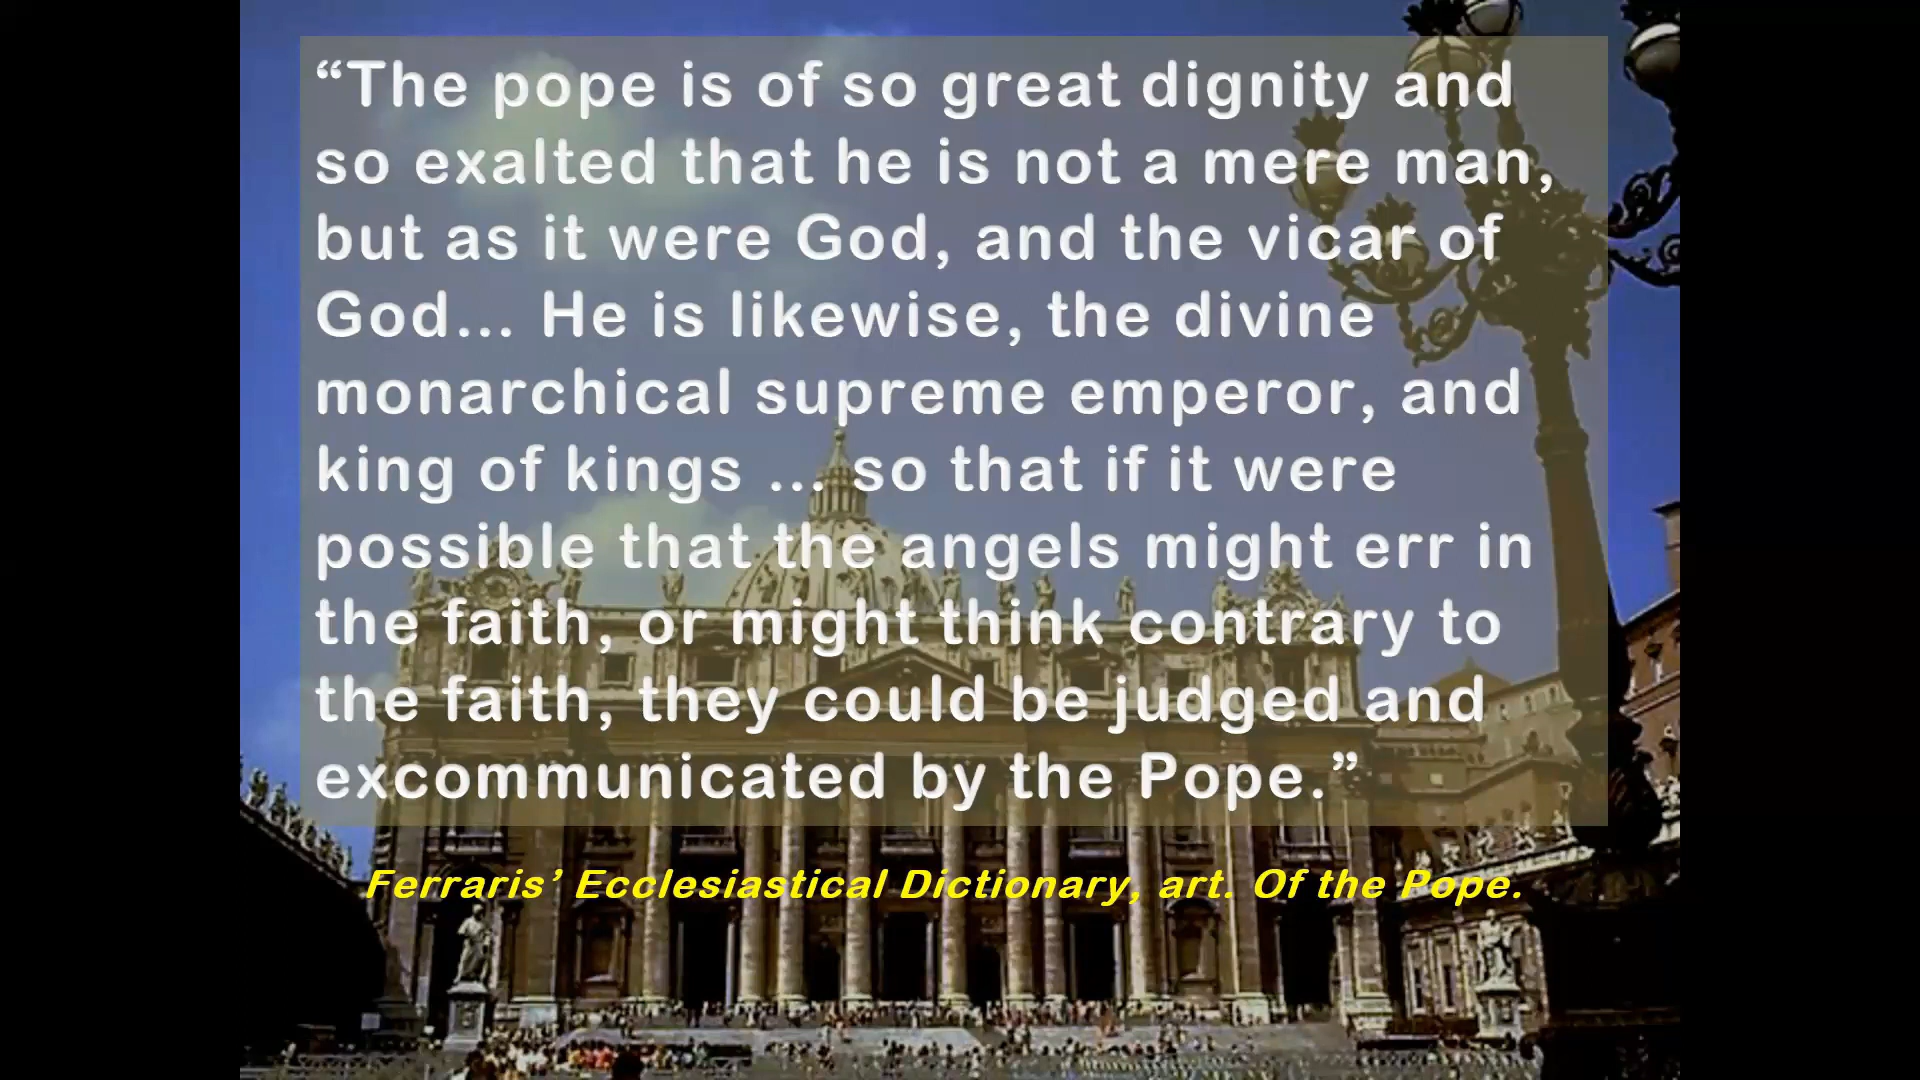 “The pope is of so great dignity and
so exalted that he is not a mere man,
but as it were God, and the vicar of
God... He is likewise, the divine
monarchical supreme emperor, and
king of kings ... so that if it were
possible that the angels might err in
the faith, or might think contrary to
the faith, they could be judged and
excommunicated by the Pope.”
Ferraris’ Ecclesiastical Dictionary, art. Of the Pope.